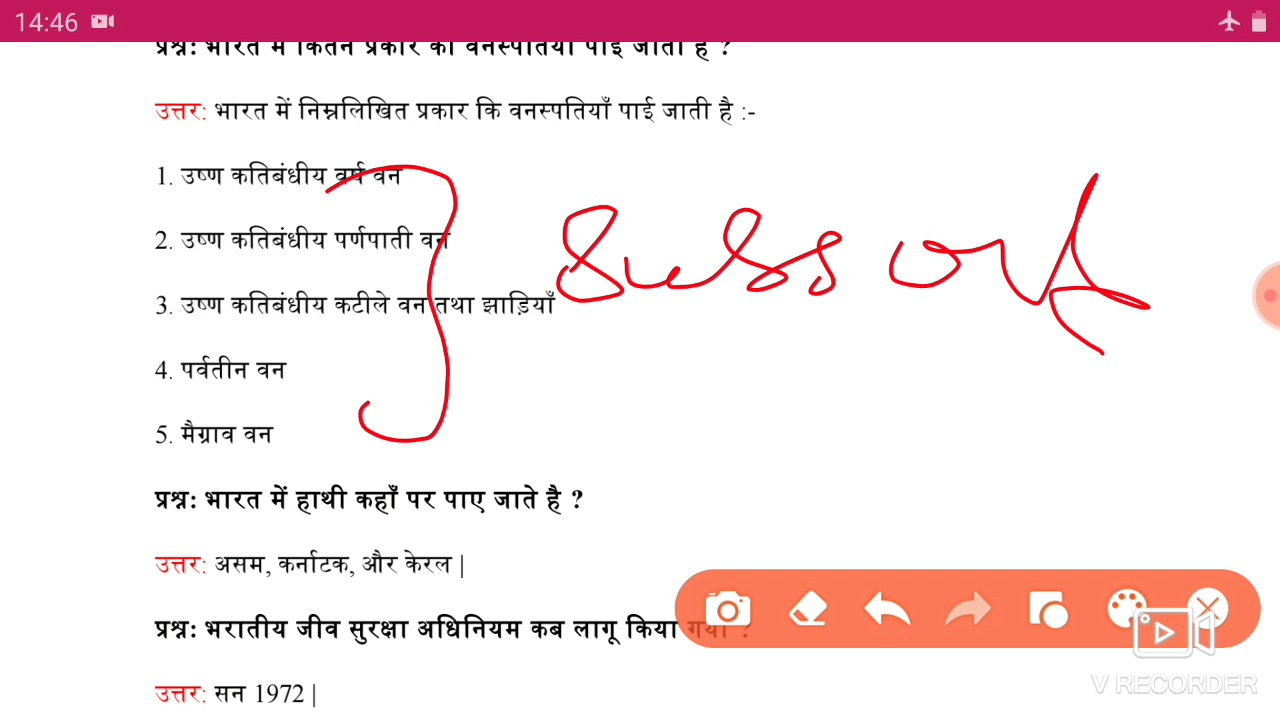 14:46
प्रश्न: भारत में कितने प्रकार की वनस्पतियाँ पाई जाती है ?
उत्तर: भारत में निम्नलिखित प्रकार कि वनस्पतियाँ पाई जाती है :-
1. उष्ण कतिबंधीय वर्ष वन
2. उष्ण कतिबंधीय पर्णपाती वन
3. उष्ण कतिबंधीय कटीले वन तथा झाड़ियाँ
4. पर्वतीन वन
5. मैग्राव वन
प्रश्न: भारत में हाथी कहाँ पर पाए जाते है ?
उत्तर: असम, कर्नाटक, और केरल |
प्रश्न: भरातीय जीव सुरक्षा अधिनियम कब लागू किया गया ?
उत्तर: सन 1972 |
V RECORDER